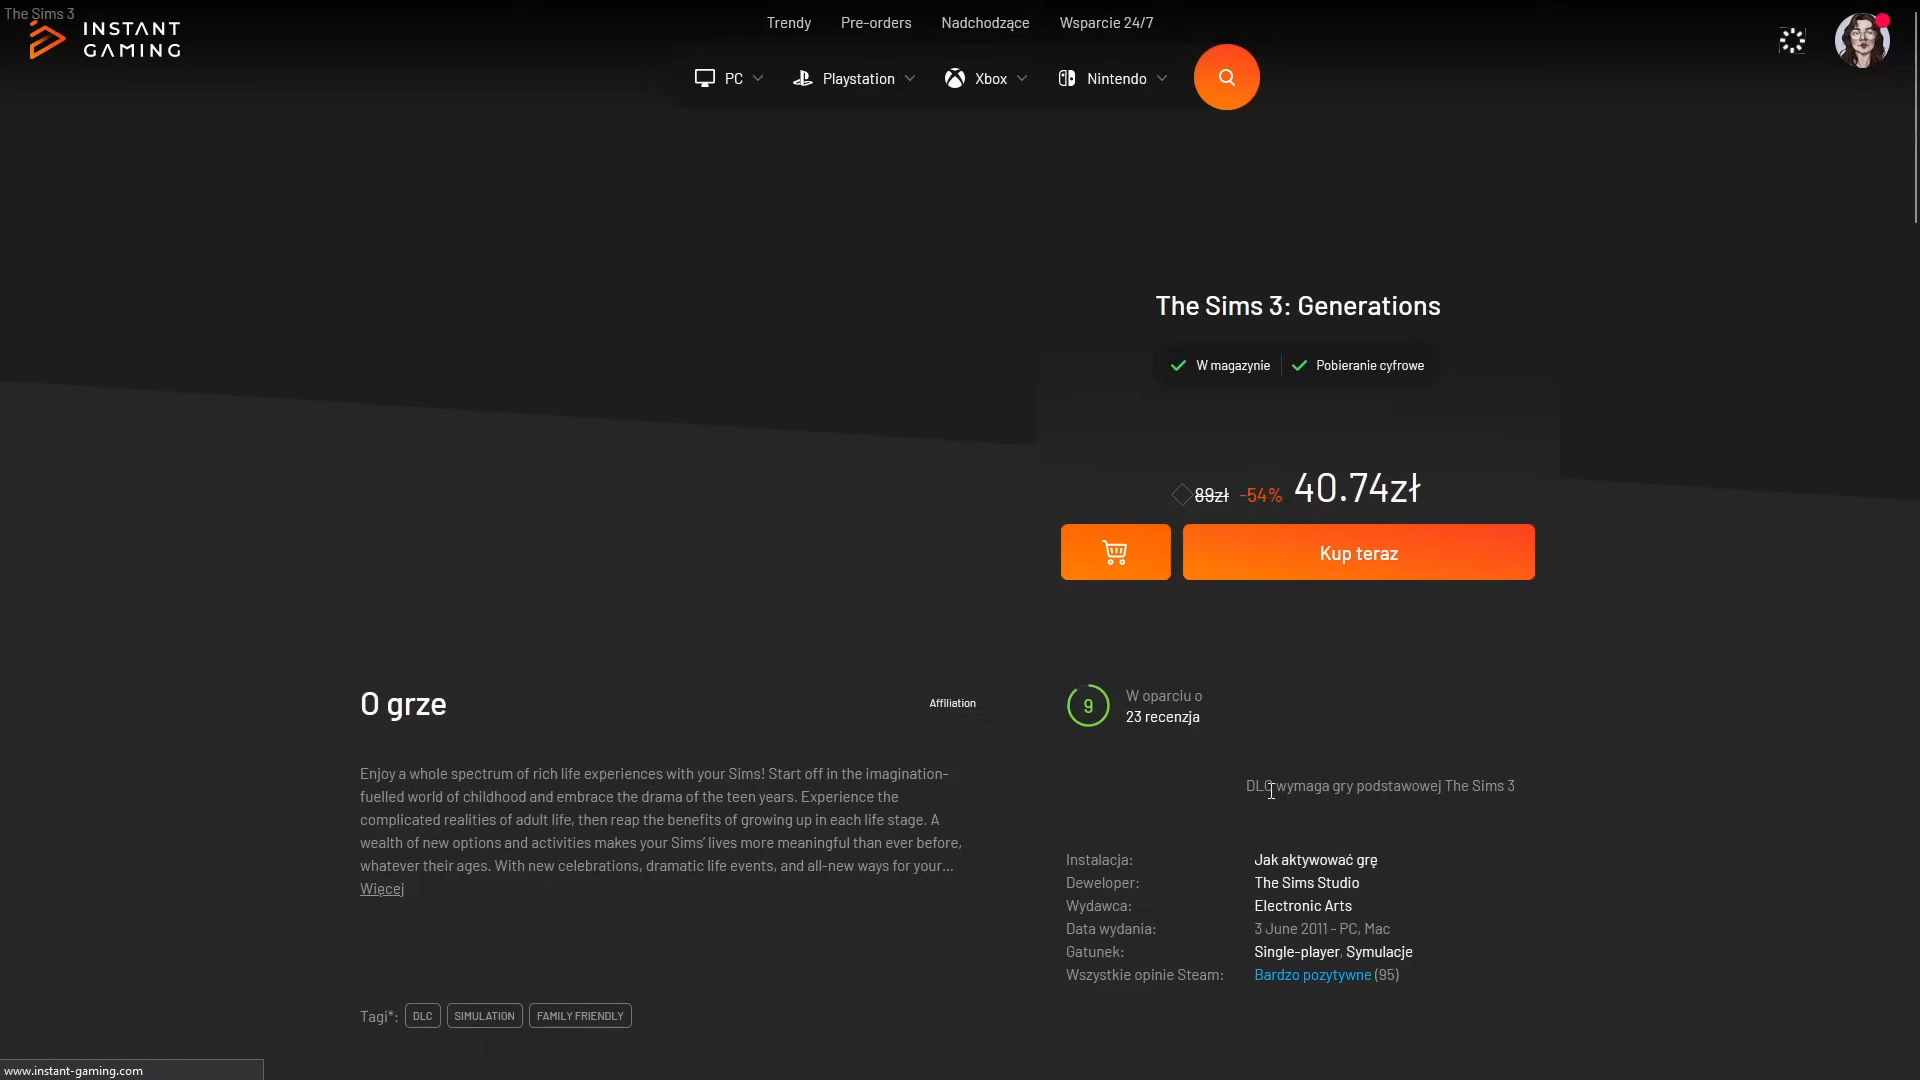 The Sims 3
INSTANT
GAMING
Trendy
Pre-orders
Nadchodzące
Wsparcie 24/7
PC
Playstation
Xbox
Nintendo
The Sims 3: Generations
W magazynie
Pobieranie cyfrowe
89zł -54% 40.74zł
Kup teraz
O grze
Affiliation
Enjoy a whole spectrum of rich life experiences with your Sims! Start off in the imagination-
fuelled world of childhood and embrace the drama of the teen years. Experience the
complicated realities of adult life, then reap the benefits of growing up in each life stage. A
wealth of new options and activities makes your Sims’ lives more meaningful than ever before,
whatever their ages. With new celebrations, dramatic life events, and all-new ways for your...
Więcej
Tagi*: DLC SIMULATION FAMILY FRIENDLY
9
W oparciu o
23 recenzja
DLC wymaga gry podstawowej The Sims 3
Instalacja: Jak aktywować grę
Deweloper: The Sims Studio
Wydawca: Electronic Arts
Data wydania: 3 June 2011 - PC, Mac
Gatunek: Single-player, Symulacje
Wszystkie opinie Steam: Bardzo pozytywne (95)
www.instant-gaming.com